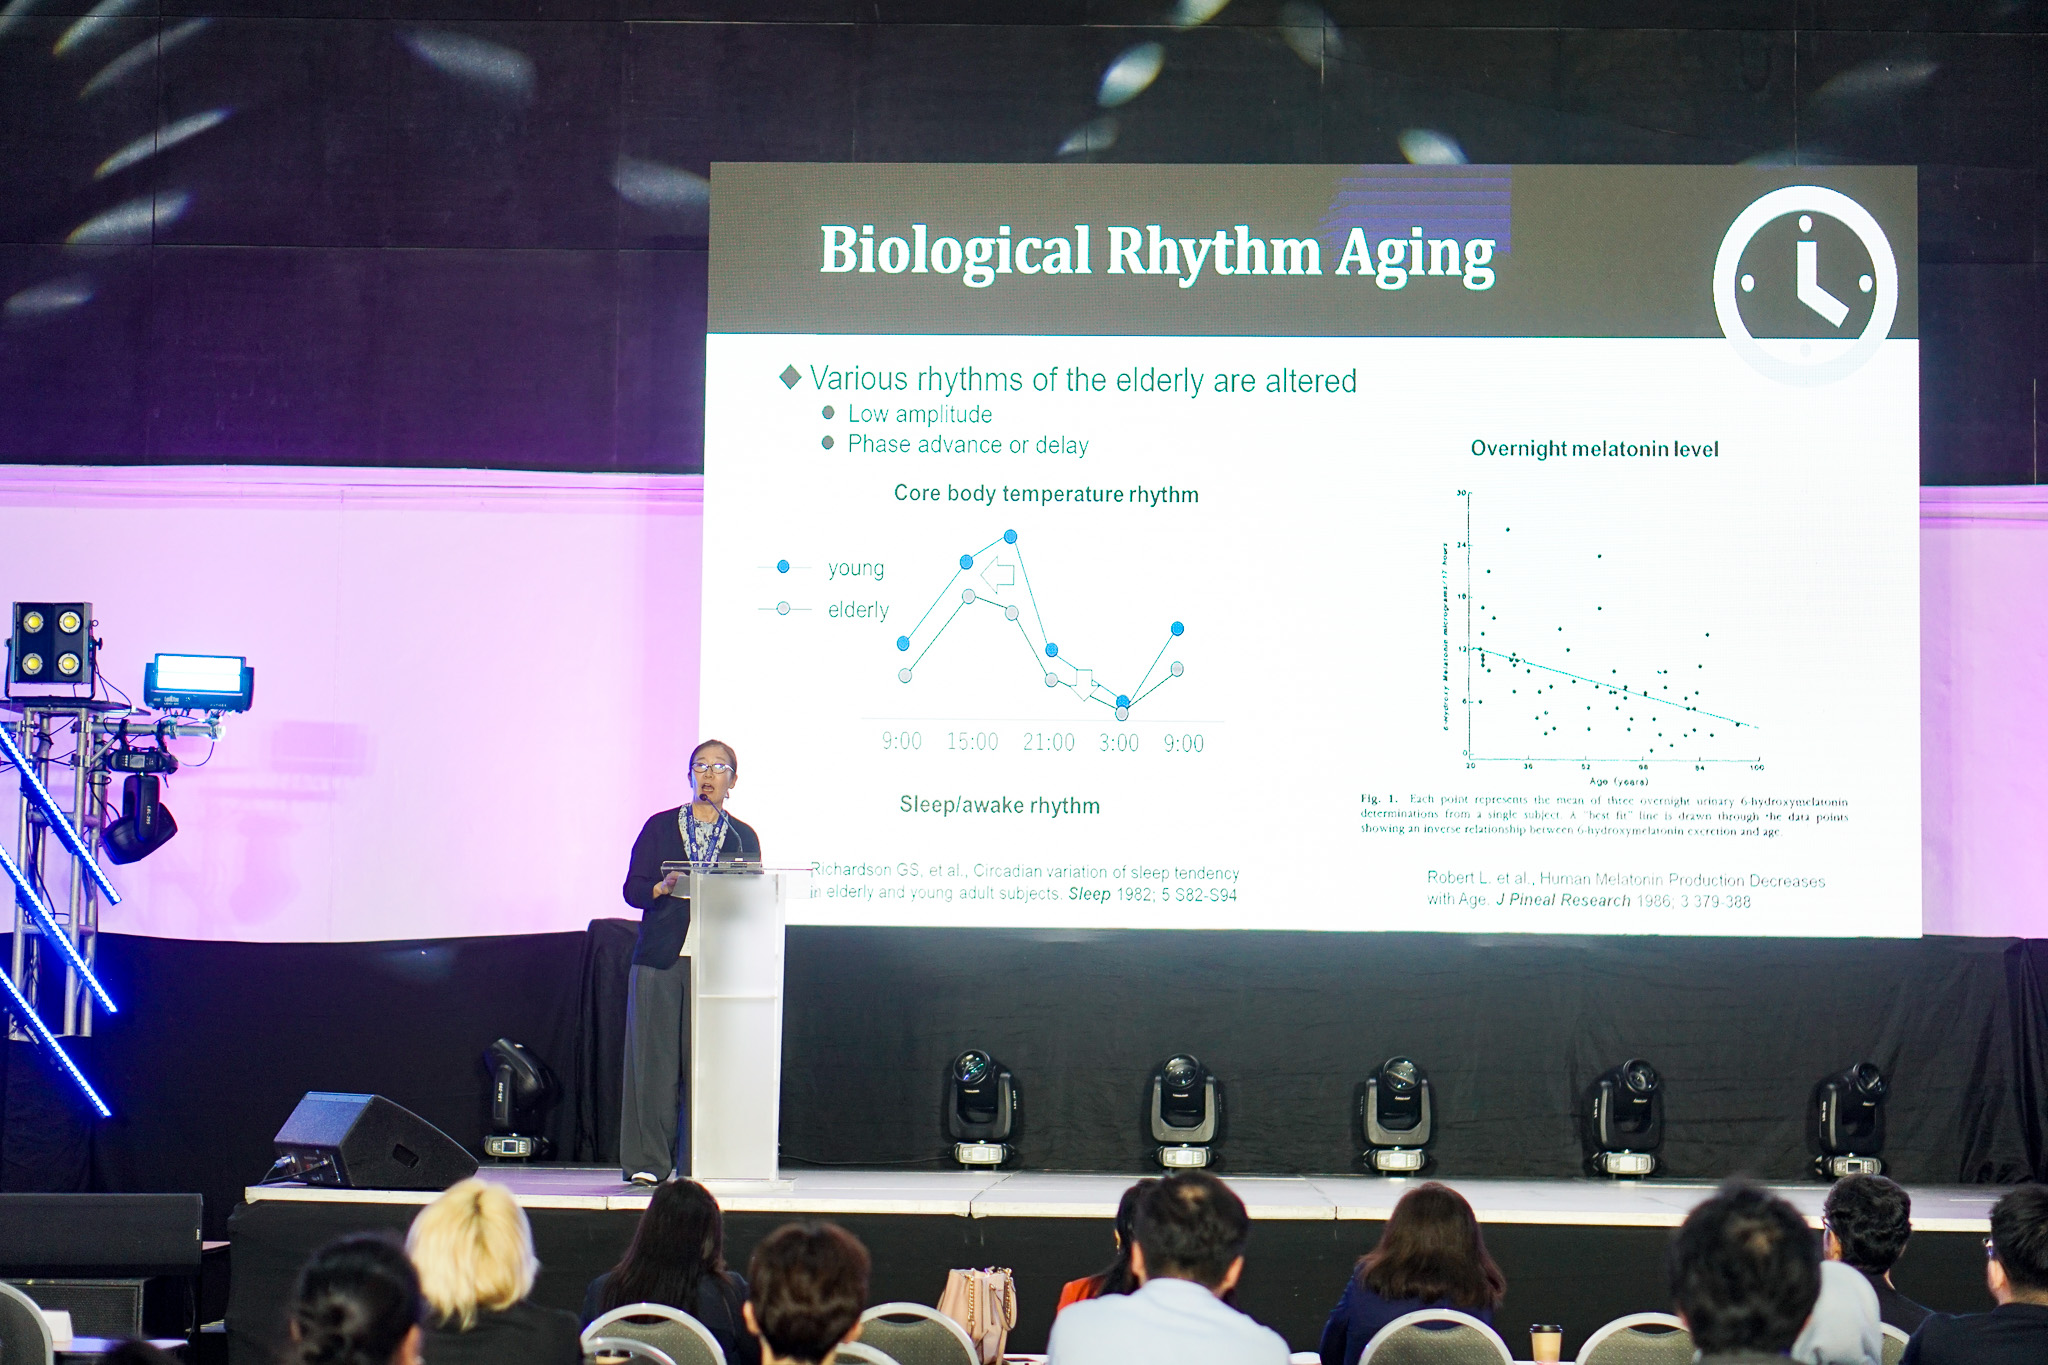 Biological Rhythm Aging
Various rhythms of the elderly are altered
Low amplitude
Phase advance or delay
Core body temperature rhythm
young
elderly
9:00 15:00 21:00 3:00 9:00
Sleep/awake rhythm
Richardson GS, et al., Circadian variation of sleep tendency
in elderly and young adult subjects. Sleep 1982; 5 S82-S94
Overnight melatonin level
30
24
18
12
6
0
20 36 52 68 84 100
Age (years)
Fig. 1. Each point represents the mean of three overnight urinary 6-hydroxymelatonin
determinations from a single subject. A "best fit" line is drawn through the data points
showing an inverse relationship between 6-hydroxymelatonin excretion and age.
Robert L. et al., Human Melatonin Production Decreases
with Age. J Pineal Research 1986; 3 379-388